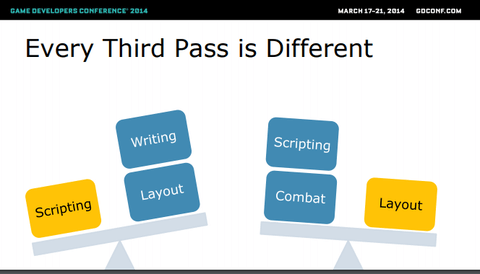 GAME DEVELOPERS CONFERENCE® 2014
MARCH 17-21, 2014 GDCONF.COM
Every Third Pass is Different
Writing
Scripting
Layout
Scripting
Combat
Layout